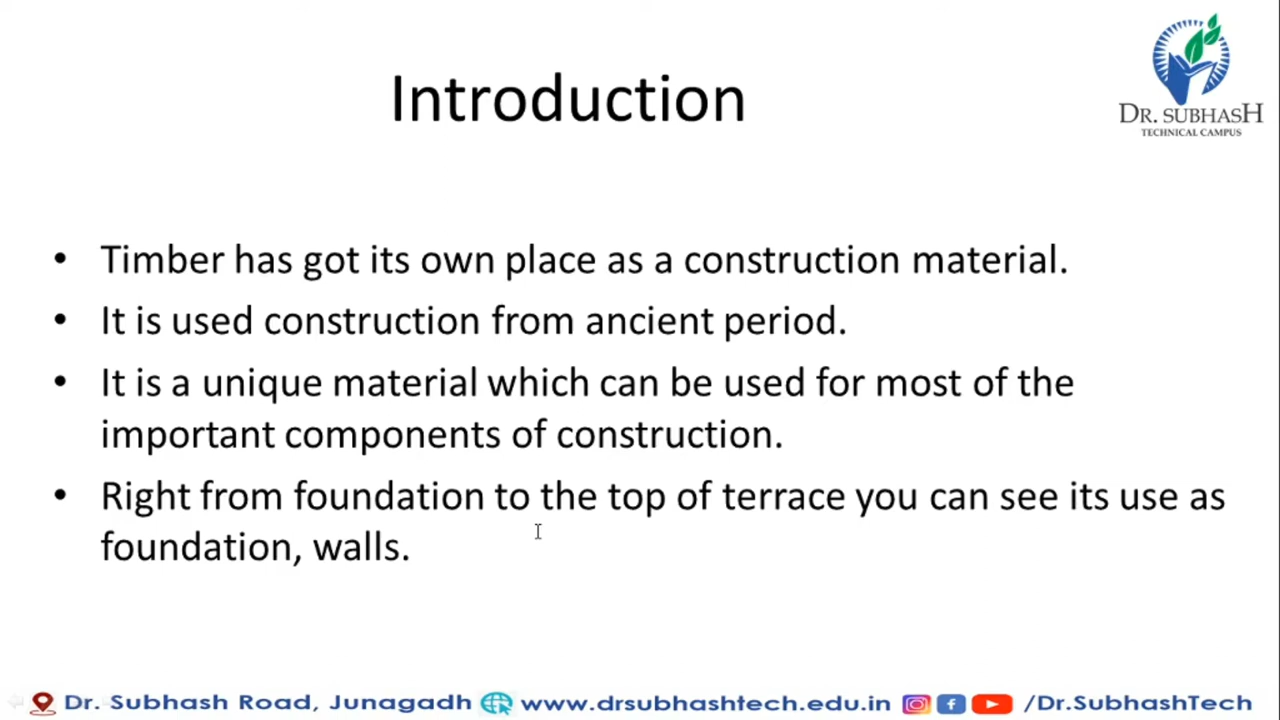 Introduction
DR. SUBHASH
TECHNICAL CAMPUS
• Timber has got its own place as a construction material.
• It is used construction from ancient period.
• It is a unique material which can be used for most of the
important components of construction.
• Right from foundation to the top of terrace you can see its use as
foundation, walls.
Dr. Subhash Road, Junagadh www.drsubhashtech.edu.in /Dr.SubhashTech